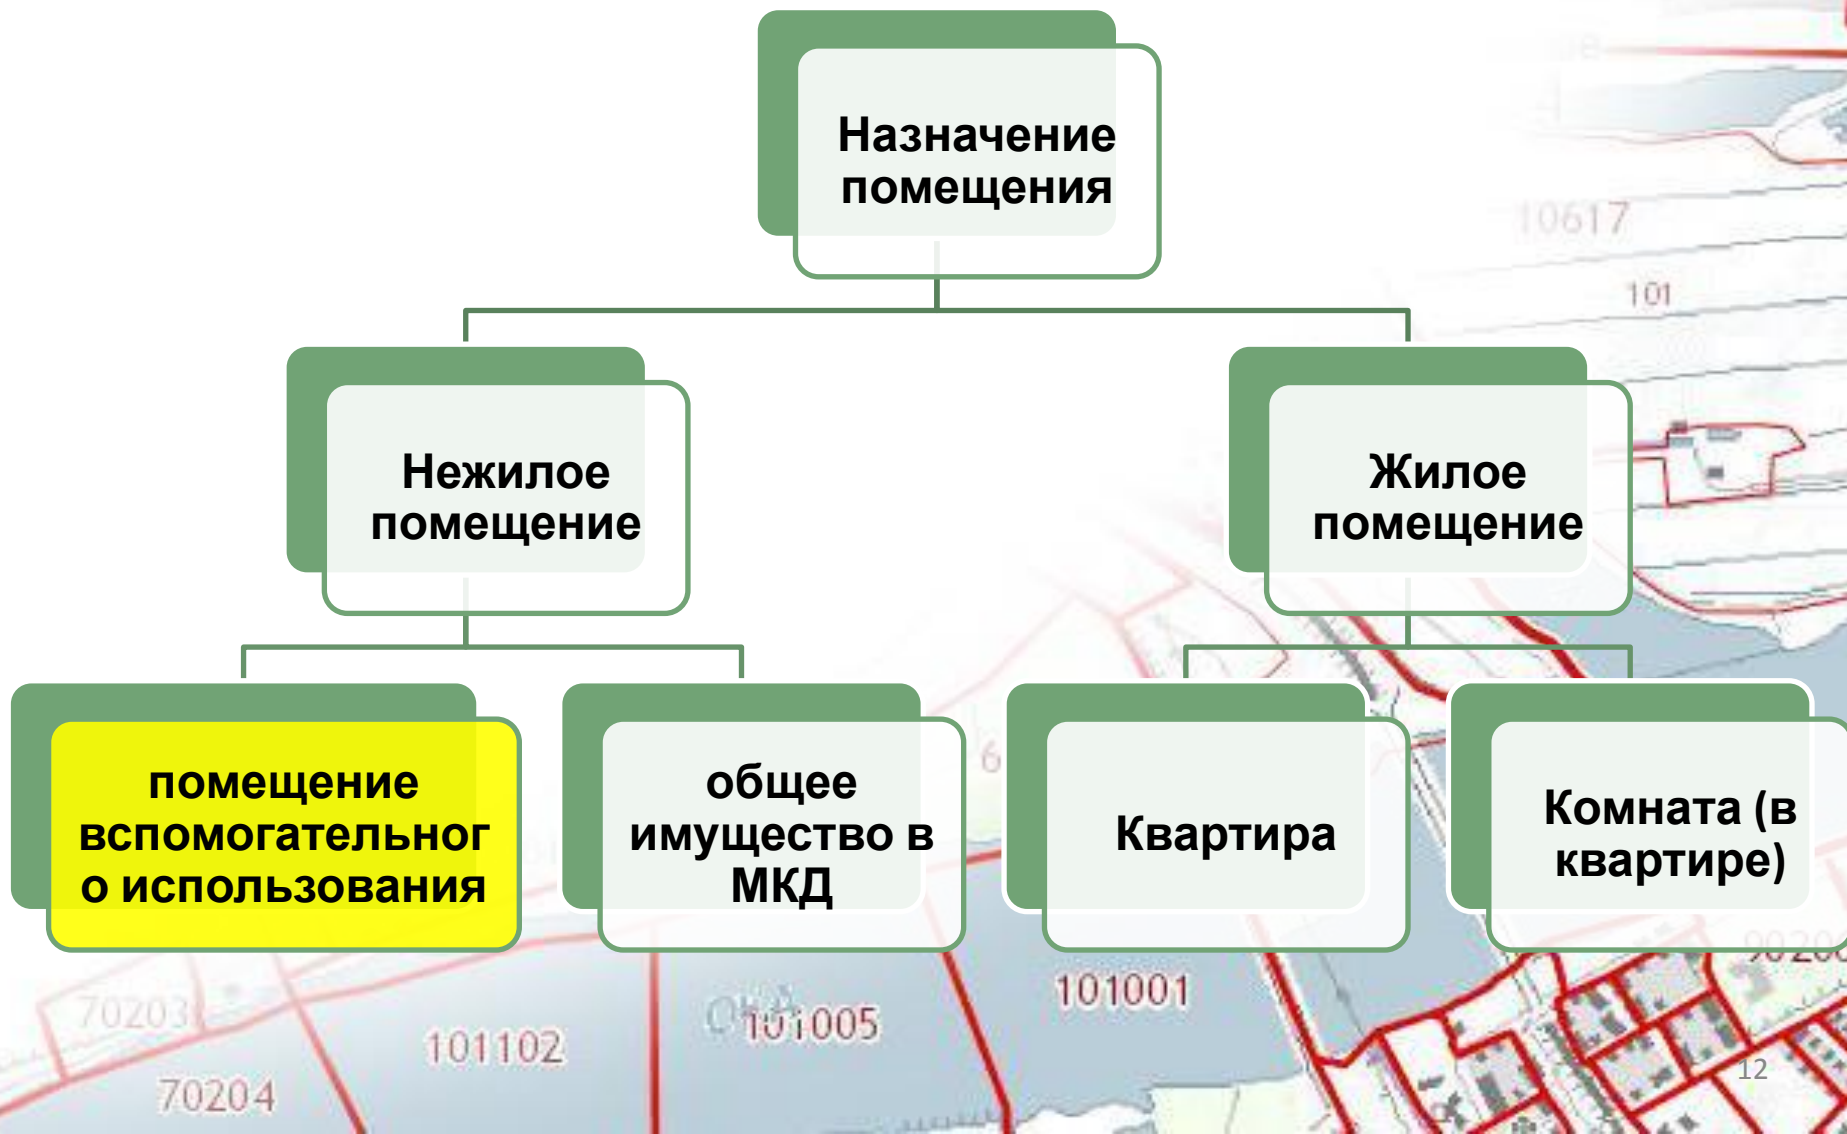 Назначение
помещения
Нежилое
помещение
Жилое
помещение
помещение
вспомогательног
о использования
общее
имущество в
МКД
Квартира
Комната (в
квартире)
10617
101
70203
101102
101005
101001
70204
12